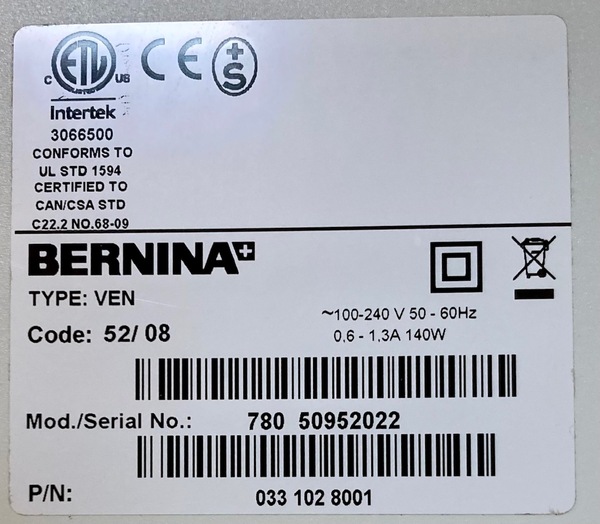 C ETL US CE +S
LISTED
Intertek
3066500
CONFORMS TO
UL STD 1594
CERTIFIED TO
CAN/CSA STD
C22.2 NO.68-09
BERNINA+
TYPE: VEN
~100-240 V 50 - 60Hz
Code: 52/ 08
0.6 - 1.3A 140W
Mod./Serial No.: 780 50952022
P/N: 033 102 8001